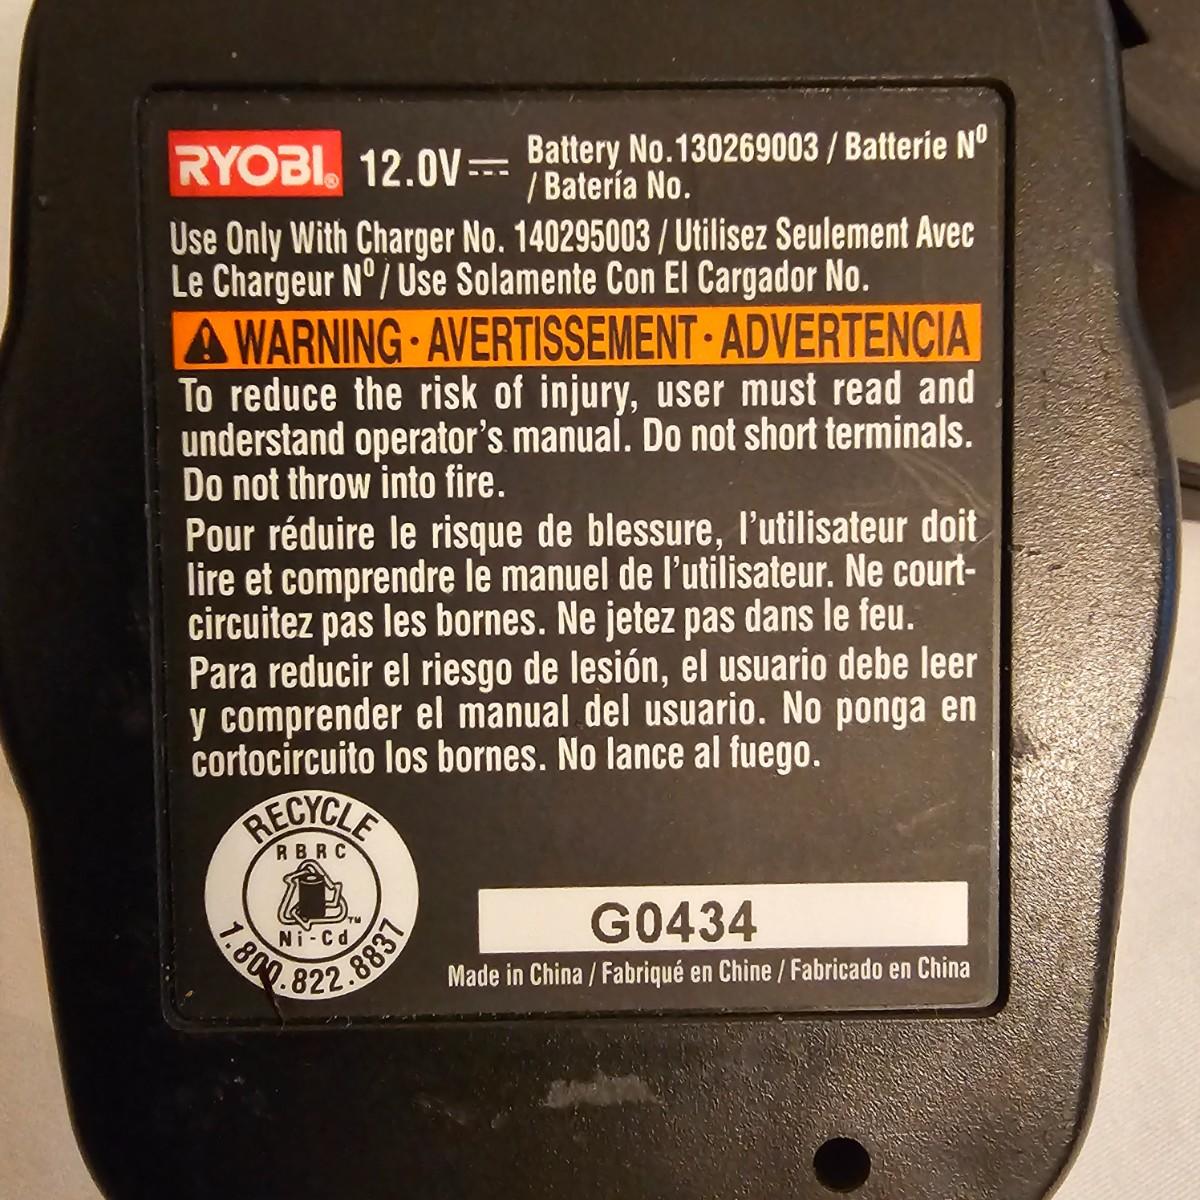 RYOBI® 12.0V Battery No.130269003 / Batterie Nº
/ Batería No.
Use Only With Charger No. 140295003 / Utilisez Seulement Avec
Le Chargeur Nº / Use Solamente Con El Cargador No.
WARNING · AVERTISSEMENT · ADVERTENCIA
To reduce the risk of injury, user must read and
understand operator's manual. Do not short terminals.
Do not throw into fire.
Pour réduire le risque de blessure, l'utilisateur doit
lire et comprendre le manuel de l'utilisateur. Ne court-
circuitez pas les bornes. Ne jetez pas dans le feu.
Para reducir el riesgo de lesión, el usuario debe leer
y comprender el manual del usuario. No ponga en
cortocircuito los bornes. No lance al fuego.
RECYCLE
RBRC
TM
Ni-Cd
1.800.822.8837
G0434
Made in China / Fabriqué en Chine / Fabricado en China